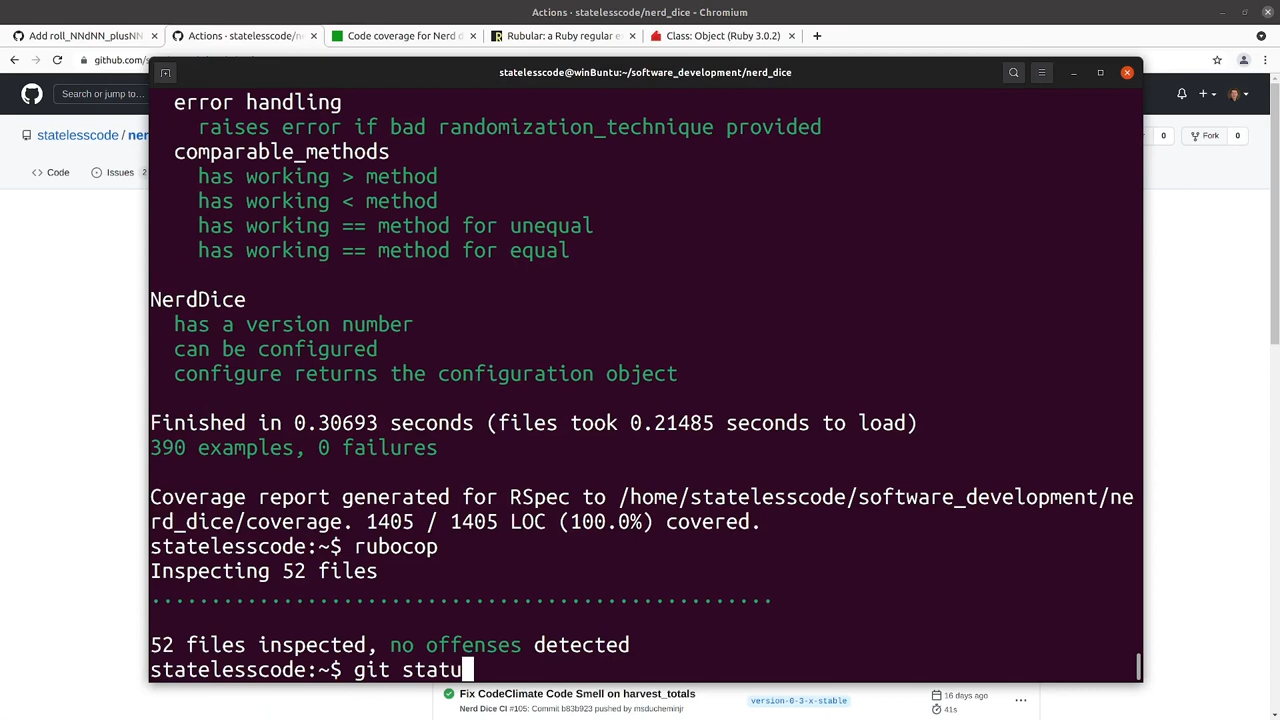 Actions · statelesscode/nerd_dice - Chromium
Add roll_NNdNN_plusNN
Actions · statelesscode/ne
Code coverage for Nerd d
Rubular: a Ruby regular e
Class: Object (Ruby 3.0.2)
github.com/s
statelesscode@winBuntu:~/software_development/nerd_dice
Search or jump to...
statelesscode / ner
0
Fork
0
Code
Issues
2
error handling
raises error if bad randomization_technique provided
comparable_methods
has working > method
has working < method
has working == method for unequal
has working == method for equal
NerdDice
has a version number
can be configured
configure returns the configuration object
Finished in 0.30693 seconds (files took 0.21485 seconds to load)
390 examples, 0 failures
Coverage report generated for RSpec to /home/statelesscode/software_development/ne
rd_dice/coverage. 1405 / 1405 LOC (100.0%) covered.
statelesscode:~$ rubocop
Inspecting 52 files
....................................................
52 files inspected, no offenses detected
statelesscode:~$ git statu
Fix CodeClimate Code Smell on harvest_totals
version-0-3-x-stable
16 days ago
Nerd Dice CI #105: Commit b83b923 pushed by msducheminjr
41s